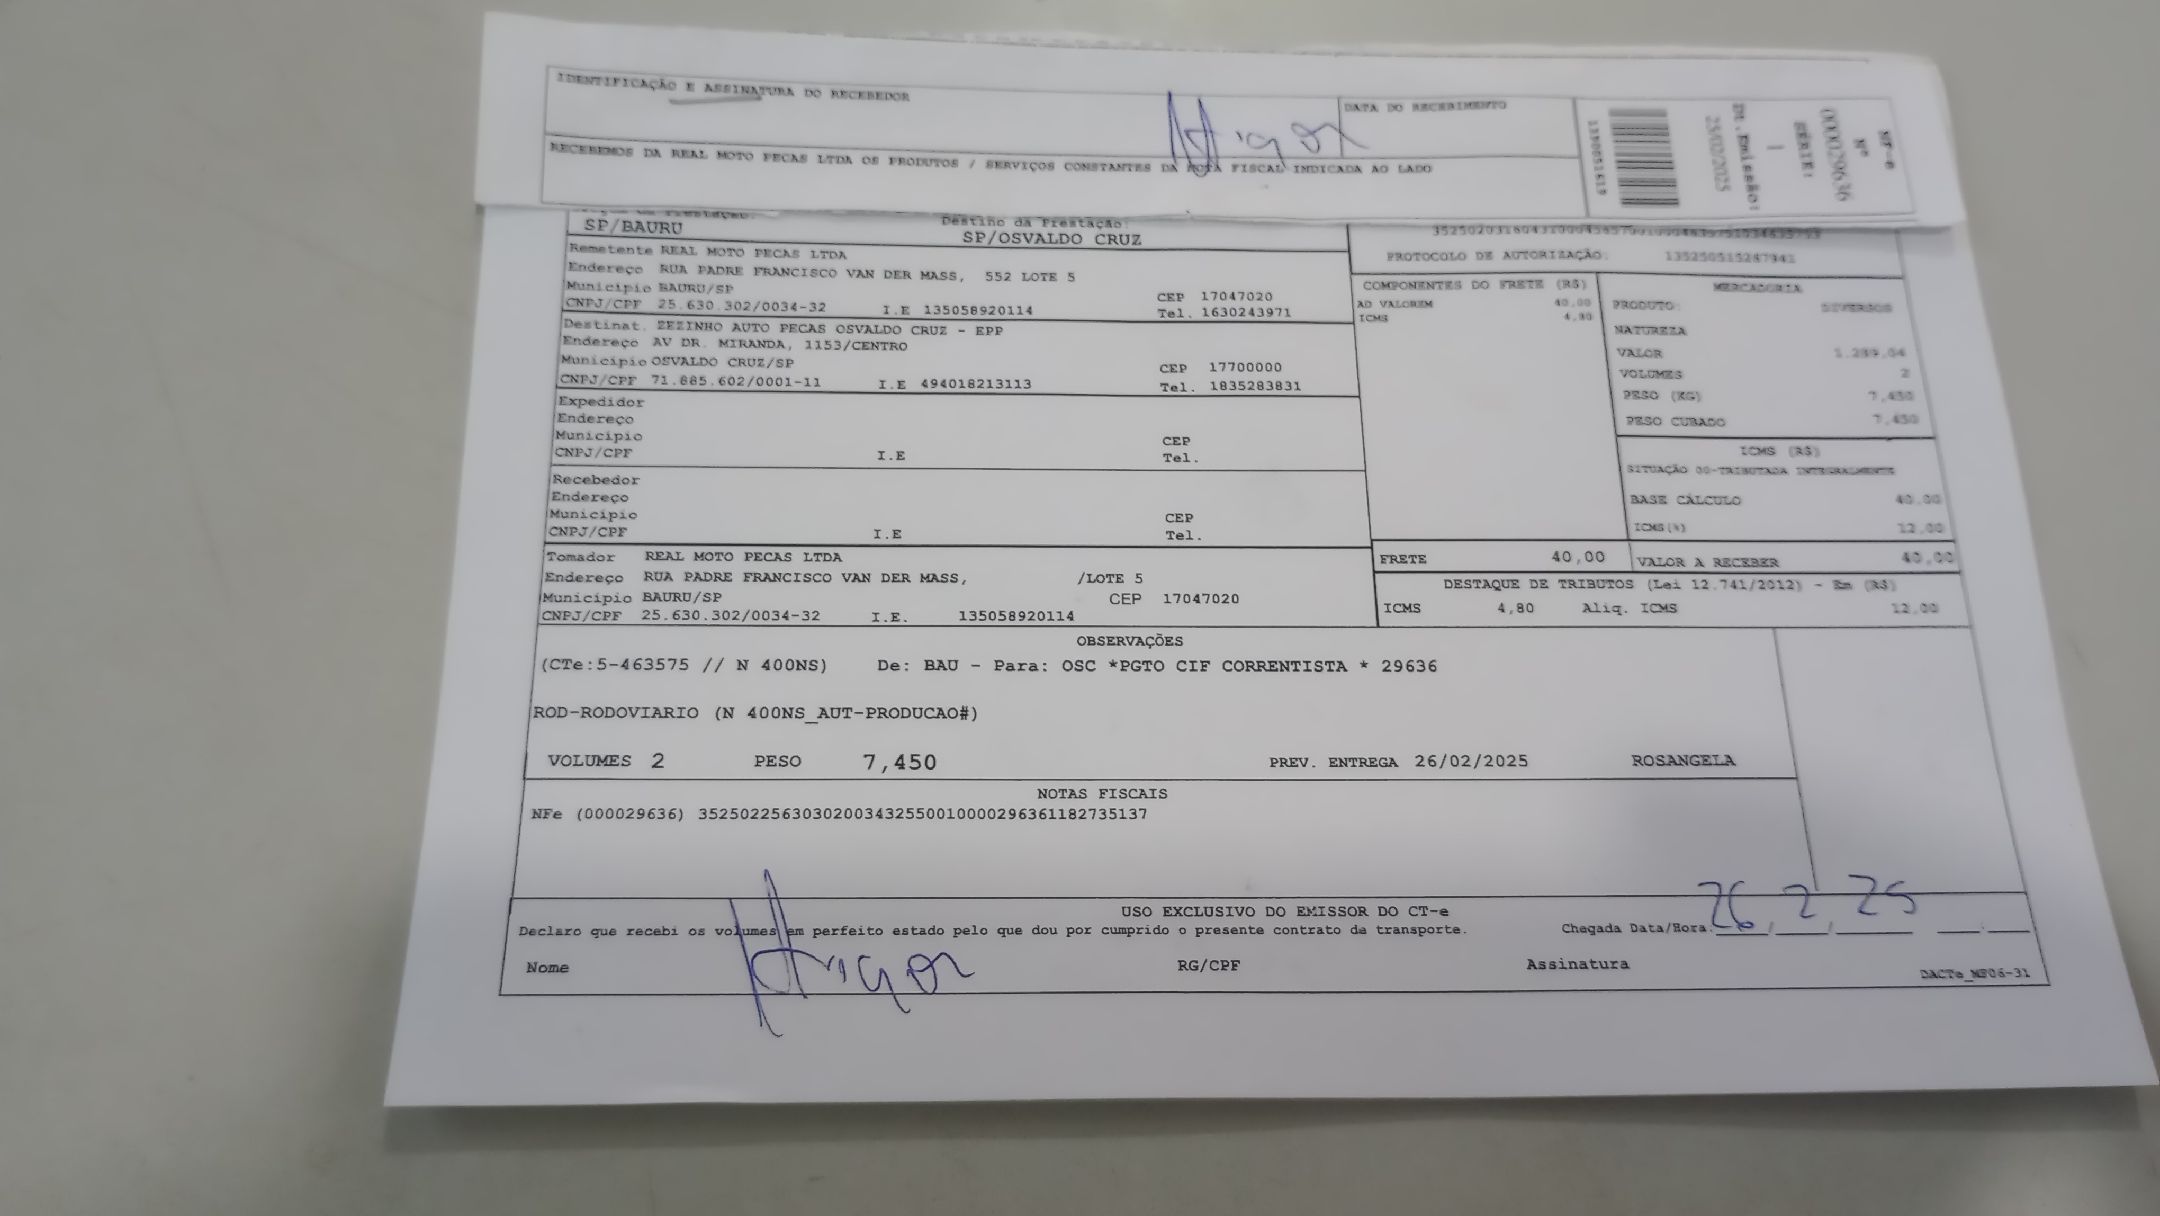 IDENTIFICAÇÃO E ASSINATURA DO RECEBEDOR
DATA DO RECEBIMENTO
RECEBEMOS DA REAL MOTO PECAS LTDA OS PRODUTOS / SERVIÇOS CONSTANTES DA NOTA FISCAL INDICADA AO LADO
NF-e
Nº
000029636
SÉRIE:
1
Dt.Emissão:
25/02/2025
Destino da Prestação:
SP/BAURU SP/OSVALDO CRUZ
Remetente REAL MOTO PECAS LTDA
Endereço RUA PADRE FRANCISCO VAN DER MASS, 552 LOTE 5
Município BAURU/SP CEP 17047020
CNPJ/CPF 25.630.302/0034-32 I.E 135058920114 Tel. 1630243971
Destinat. ZEZINHO AUTO PECAS OSVALDO CRUZ - EPP
Endereço AV DR. MIRANDA, 1153/CENTRO
Município OSVALDO CRUZ/SP CEP 17700000
CNPJ/CPF 71.885.602/0001-11 I.E 494018213113 Tel. 1835283831
Expedidor
Endereço
Município CEP
CNPJ/CPF I.E Tel.
Recebedor
Endereço
Município CEP
CNPJ/CPF I.E Tel.
Tomador REAL MOTO PECAS LTDA
Endereço RUA PADRE FRANCISCO VAN DER MASS, /LOTE 5
Município BAURU/SP CEP 17047020
CNPJ/CPF 25.630.302/0034-32 I.E. 135058920114
PROTOCOLO DE AUTORIZAÇÃO: 135250515287941
COMPONENTES DO FRETE (R$)
AD VALOREM 40,00
ICMS 4,80
MERCADORIA
PRODUTO: DIVERSOS
NATUREZA
VALOR 1.289,04
VOLUMES 2
PESO (KG) 7,450
PESO CUBADO 7,450
ICMS (R$)
SITUAÇÃO 00-TRIBUTADA INTEGRALMENTE
BASE CÁLCULO 40,00
ICMS(%) 12,00
FRETE 40,00 VALOR A RECEBER 40,00
DESTAQUE DE TRIBUTOS (Lei 12.741/2012) - Em (R$)
ICMS 4,80 Aliq. ICMS 12,00
OBSERVAÇÕES
(CTe:5-463575 // N 400NS) De: BAU - Para: OSC *PGTO CIF CORRENTISTA * 29636
ROD-RODOVIARIO (N 400NS_AUT-PRODUCAO#)
VOLUMES 2 PESO 7,450 PREV. ENTREGA 26/02/2025 ROSANGELA
NOTAS FISCAIS
NFe (000029636) 35250225630302003432550010000296361182735137
USO EXCLUSIVO DO EMISSOR DO CT-e
Declaro que recebi os volumes em perfeito estado pelo que dou por cumprido o presente contrato de transporte. Chegada Data/Hora: 26/2/25
Nome RG/CPF Assinatura
DACTe_MF06-31